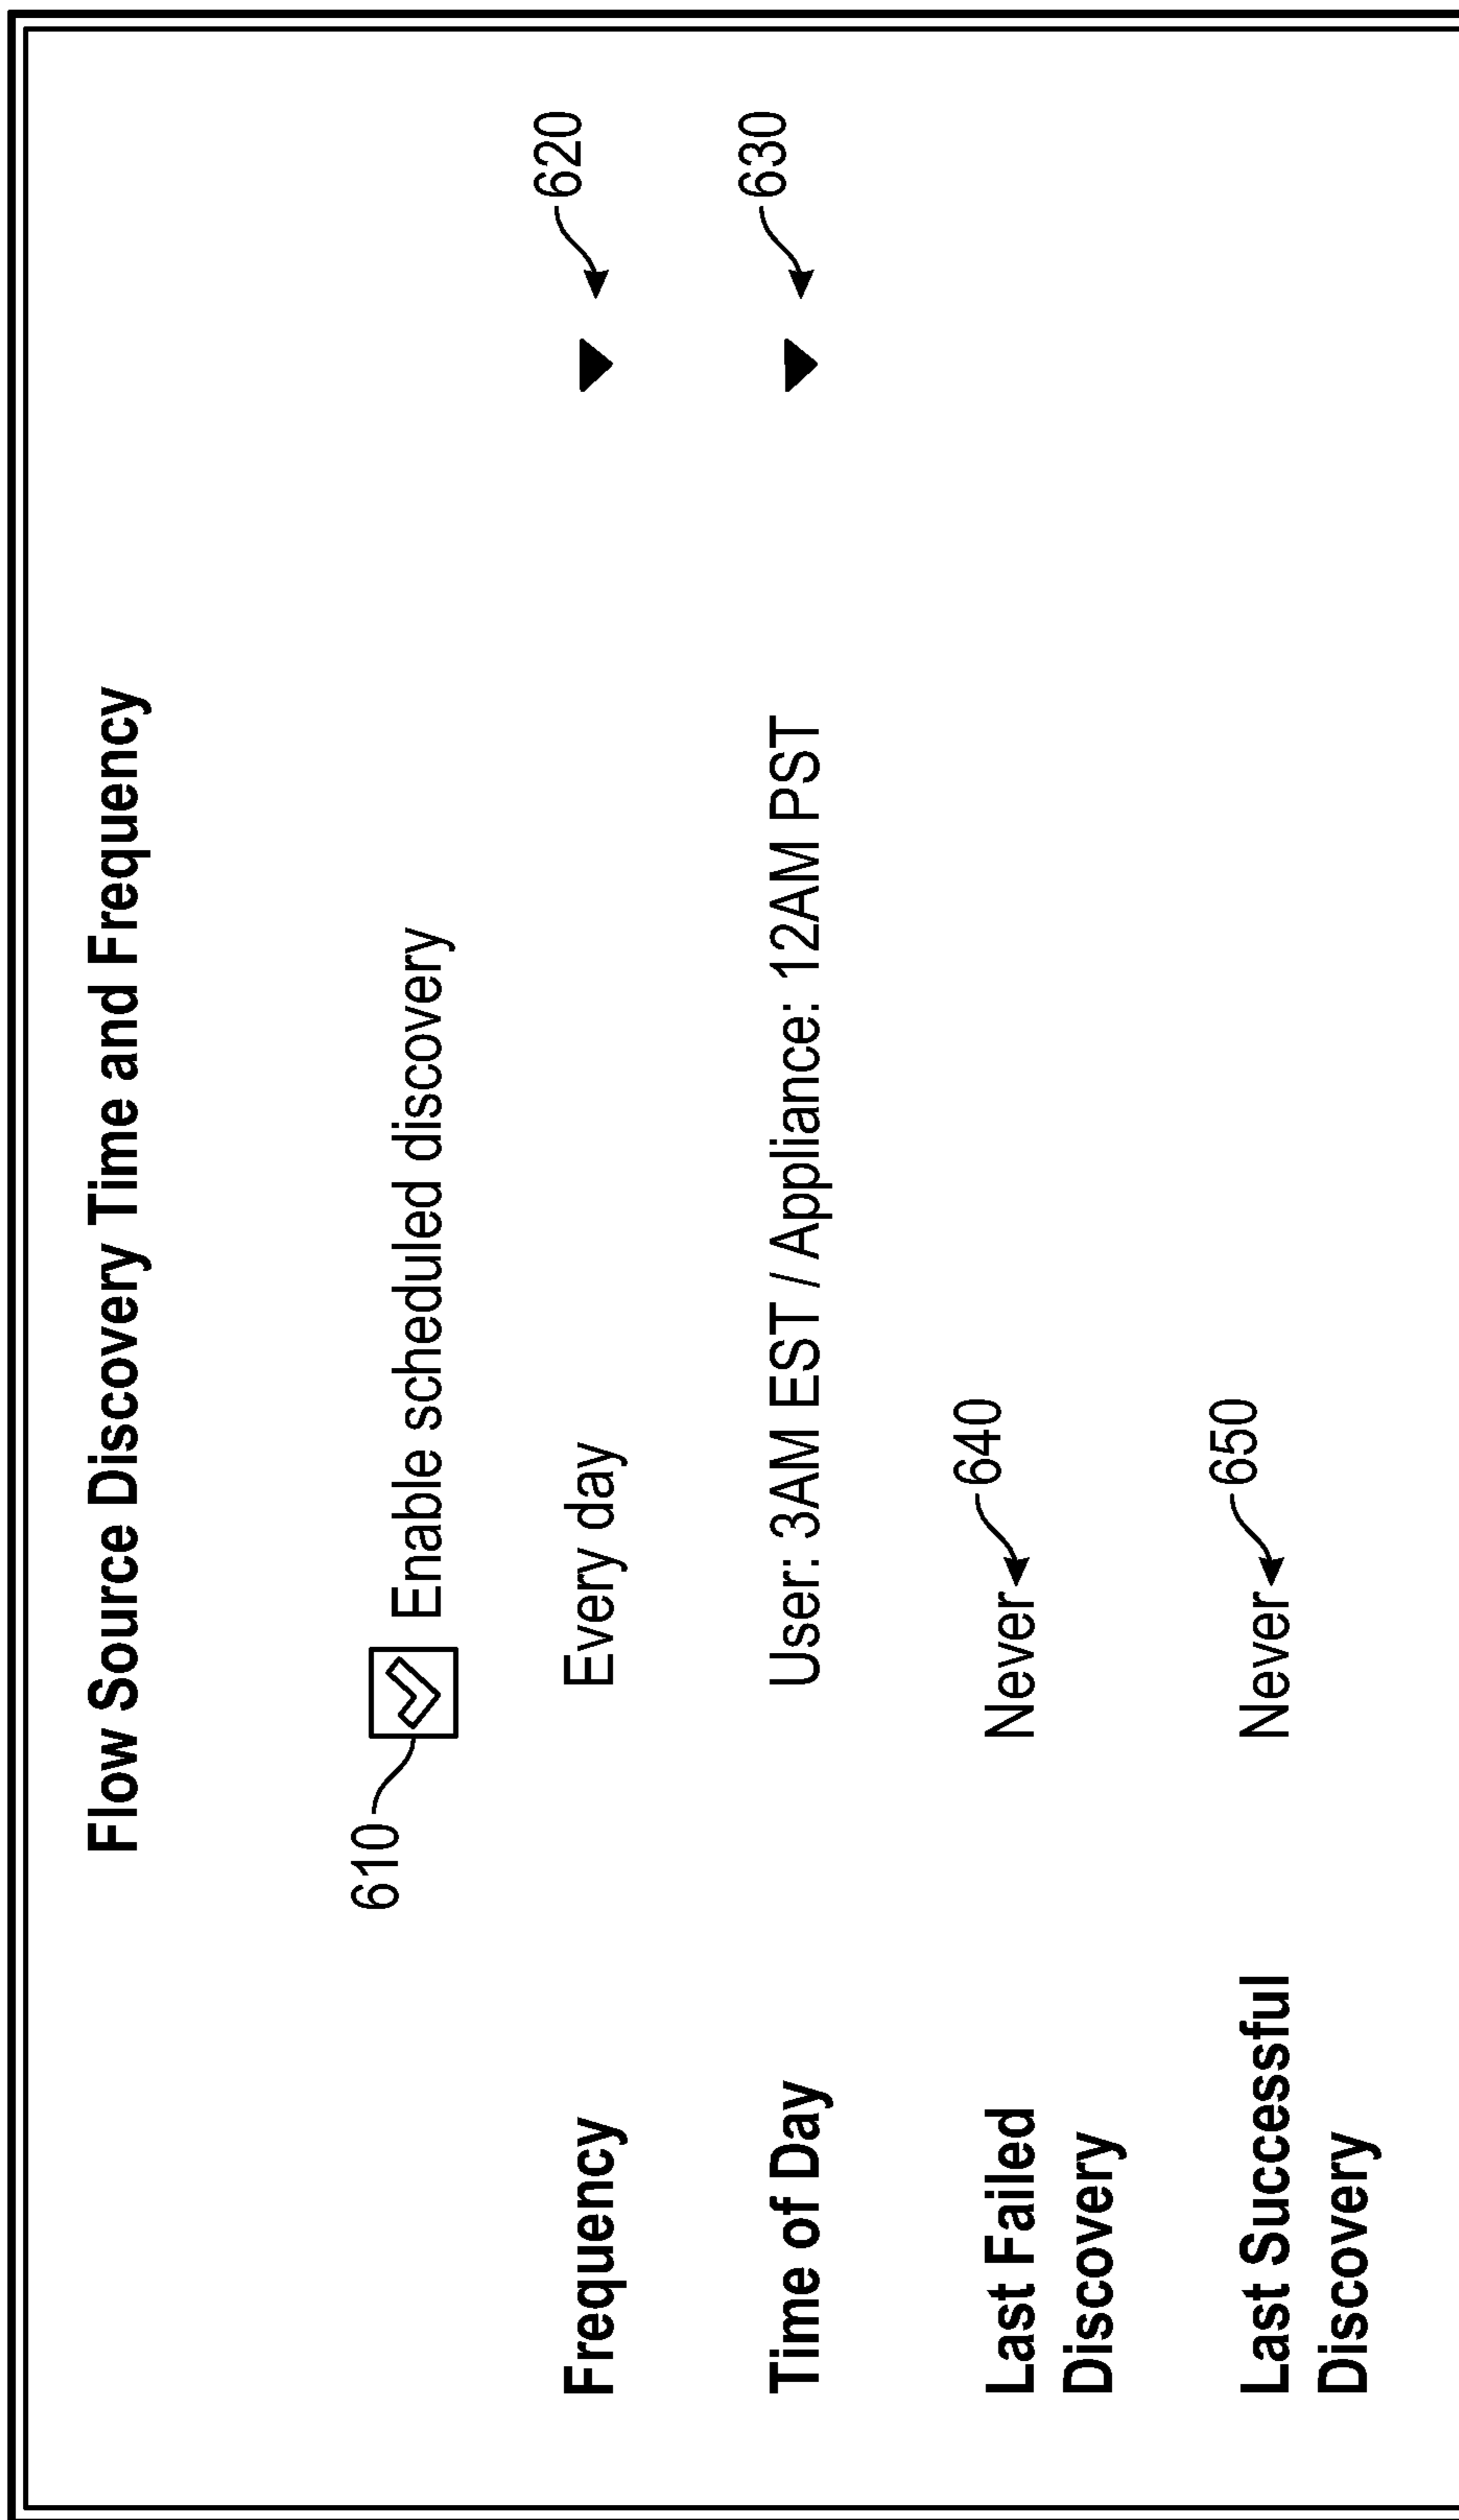 Flow Source Discovery Time and Frequency
610 Enable scheduled discovery
Frequency Every day 620
Time of Day User: 3AM EST / Appliance: 12AM PST 630
Last Failed
Discovery
Never 640
Last Successful
Discovery
Never 650